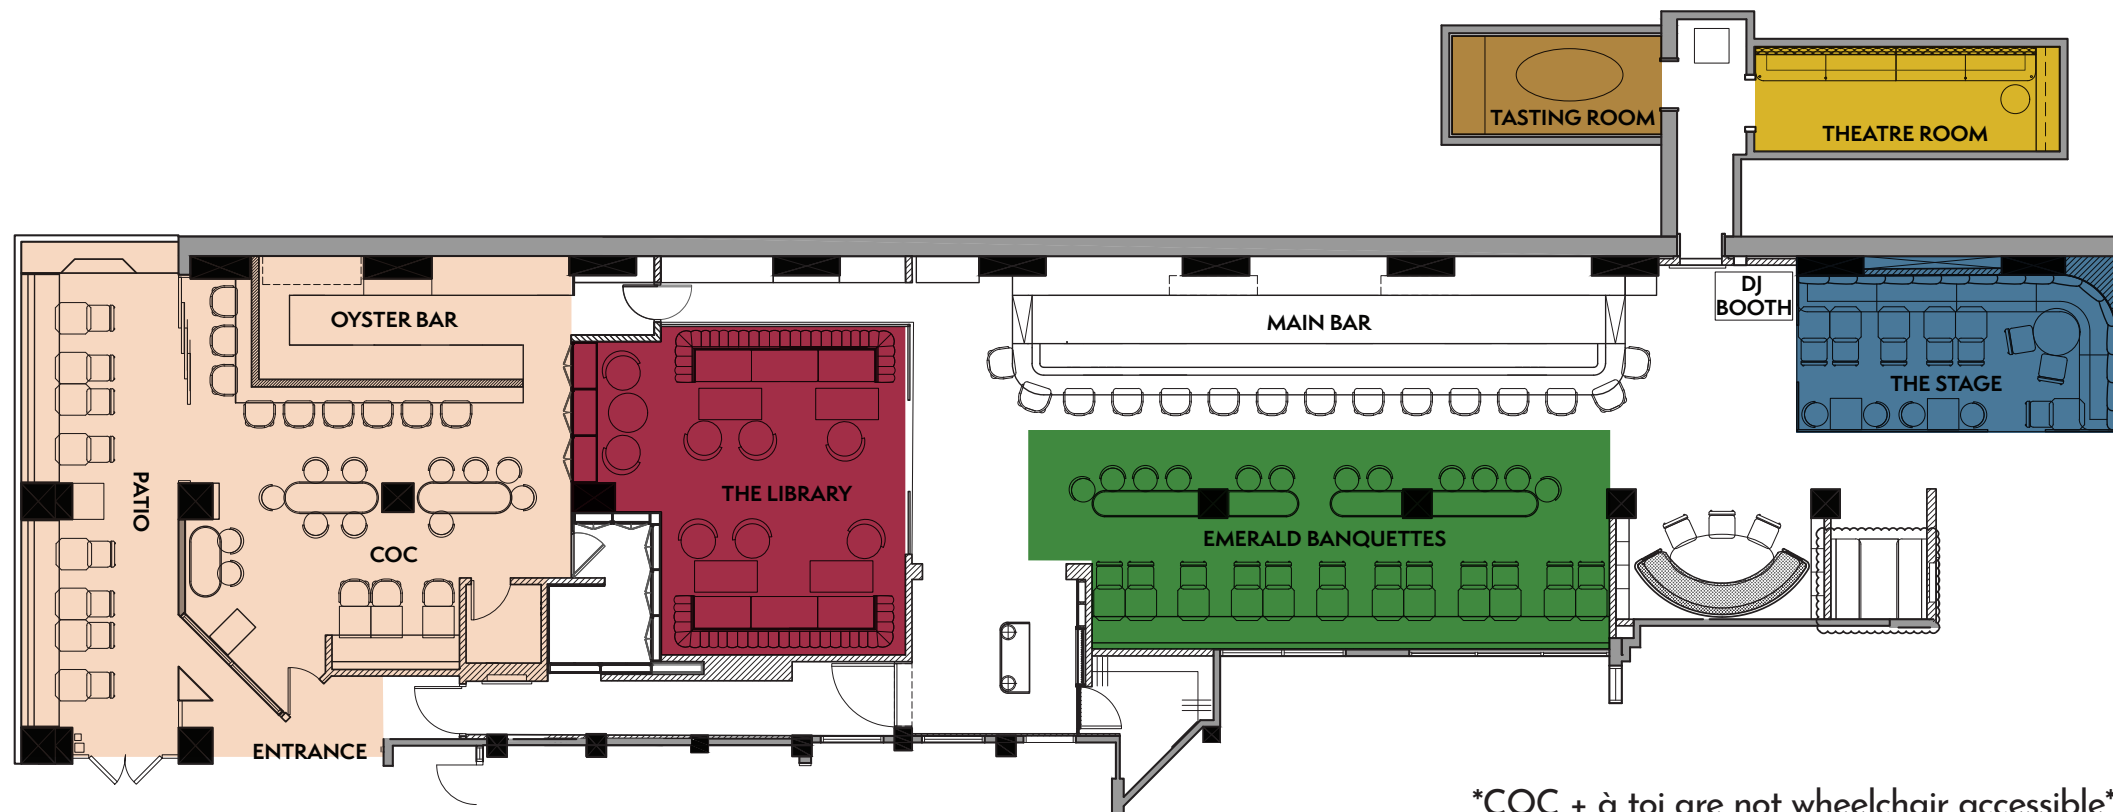 TASTING ROOM
THEATRE ROOM
OYSTER BAR
MAIN BAR
DJ
BOOTH
THE STAGE
PATIO
THE LIBRARY
COC
EMERALD BANQUETTES
ENTRANCE
*COC + à toi are not wheelchair accessible*